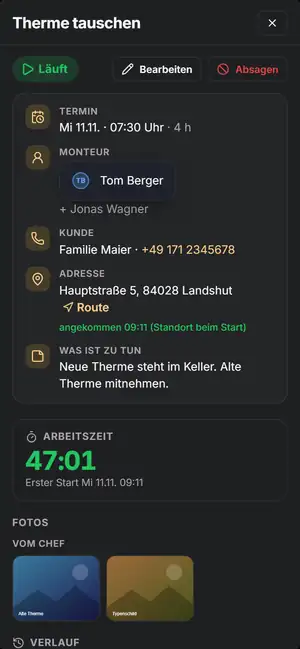 Therme tauschen
Läuft
Bearbeiten
Absagen
TERMIN
Mi 11.11. · 07:30 Uhr · 4 h
MONTEUR
TB Tom Berger
+ Jonas Wagner
KUNDE
Familie Maier · +49 171 2345678
ADRESSE
Hauptstraße 5, 84028 Landshut
Route
angekommen 09:11 (Standort beim Start)
WAS IST ZU TUN
Neue Therme steht im Keller. Alte
Therme mitnehmen.
ARBEITSZEIT
47:01
Erster Start Mi 11.11. 09:11
FOTOS
VOM CHEF
Alte Therme
Typenschild
VERLAUF